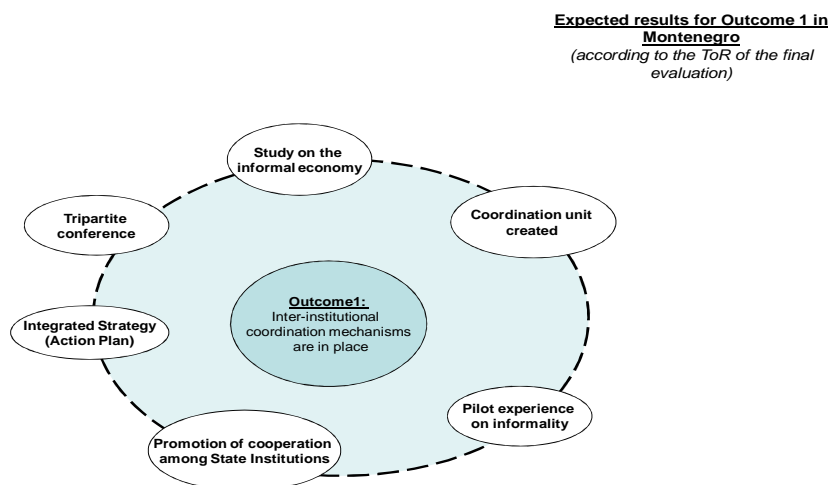 Expected results for Outcome 1 in
Montenegro
(according to the ToR of the final
evaluation)
Study on the
informal economy
Tripartite
conference
Coordination unit
created
Outcome1:
Inter-institutional
coordination mechanisms
are in place
Integrated Strategy
(Action Plan)
Pilot experience
on informality
Promotion of cooperation
among State Institutions